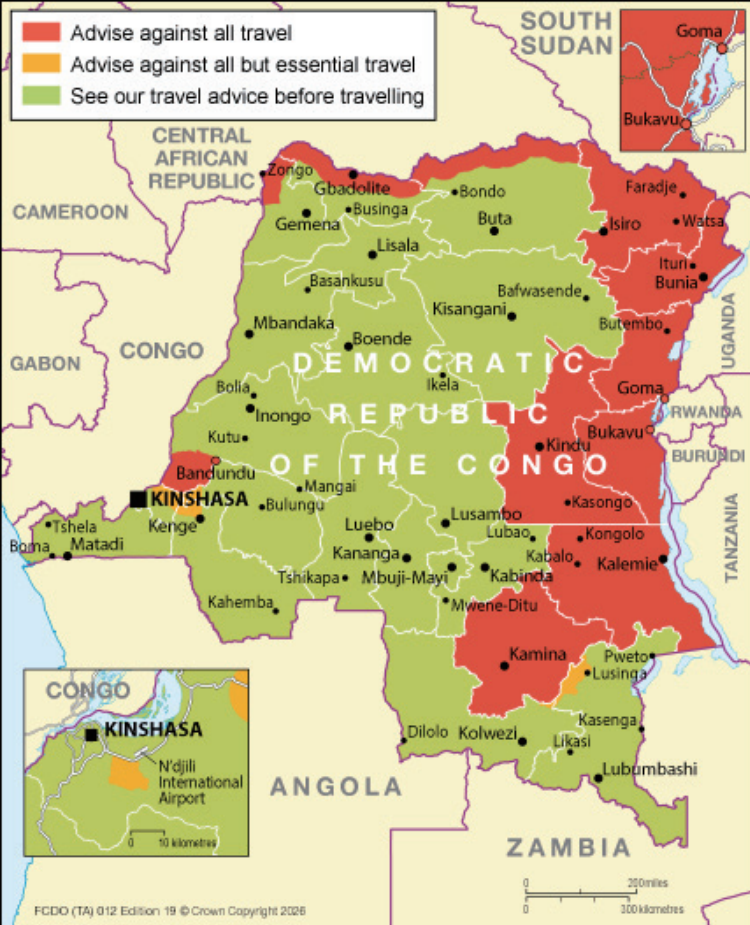 Advise against all travel
Advise against all but essential travel
See our travel advice before travelling
SOUTH
SUDAN
Goma
Bukavu
CENTRAL
AFRICAN
REPUBLIC
CAMEROON
Zongo
Gbadolite
Bondo
Faradje
Gemena
Businga
Buta
Isiro
Watsa
Lisala
Ituri
Bunia
Basankusu
Bafwasende
Kisangani
Butembo
UGANDA
Mbandaka
Boende
GABON
CONGO
DEMOCRATIC
Ikela
Bolia
Goma
Inongo
REPUBLIC
RWANDA
Kutu
Bukavu
Kindu
Bandundu
OF THE CONGO
BURUNDI
Mangai
KINSHASA
Bulungu
Kasongo
Kenge
Lusambo
Tshela
Luebo
Lubao
Kongolo
TANZANIA
Boma
Matadi
Kananga
Kabalo
Kalemie
Tshikapa
Mbuji-Mayi
Kabinda
Kahemba
Mwene-Ditu
Kamina
Pweto
Lusinga
CONGO
KINSHASA
N'djili
International
Airport
0 10 kilometres
Kasenga
Dilolo
Kolwezi
Likasi
Lubumbashi
ANGOLA
ZAMBIA
0 200miles
0 300 kilometres
FCDO (TA) 012 Edition 19 © Crown Copyright 2026